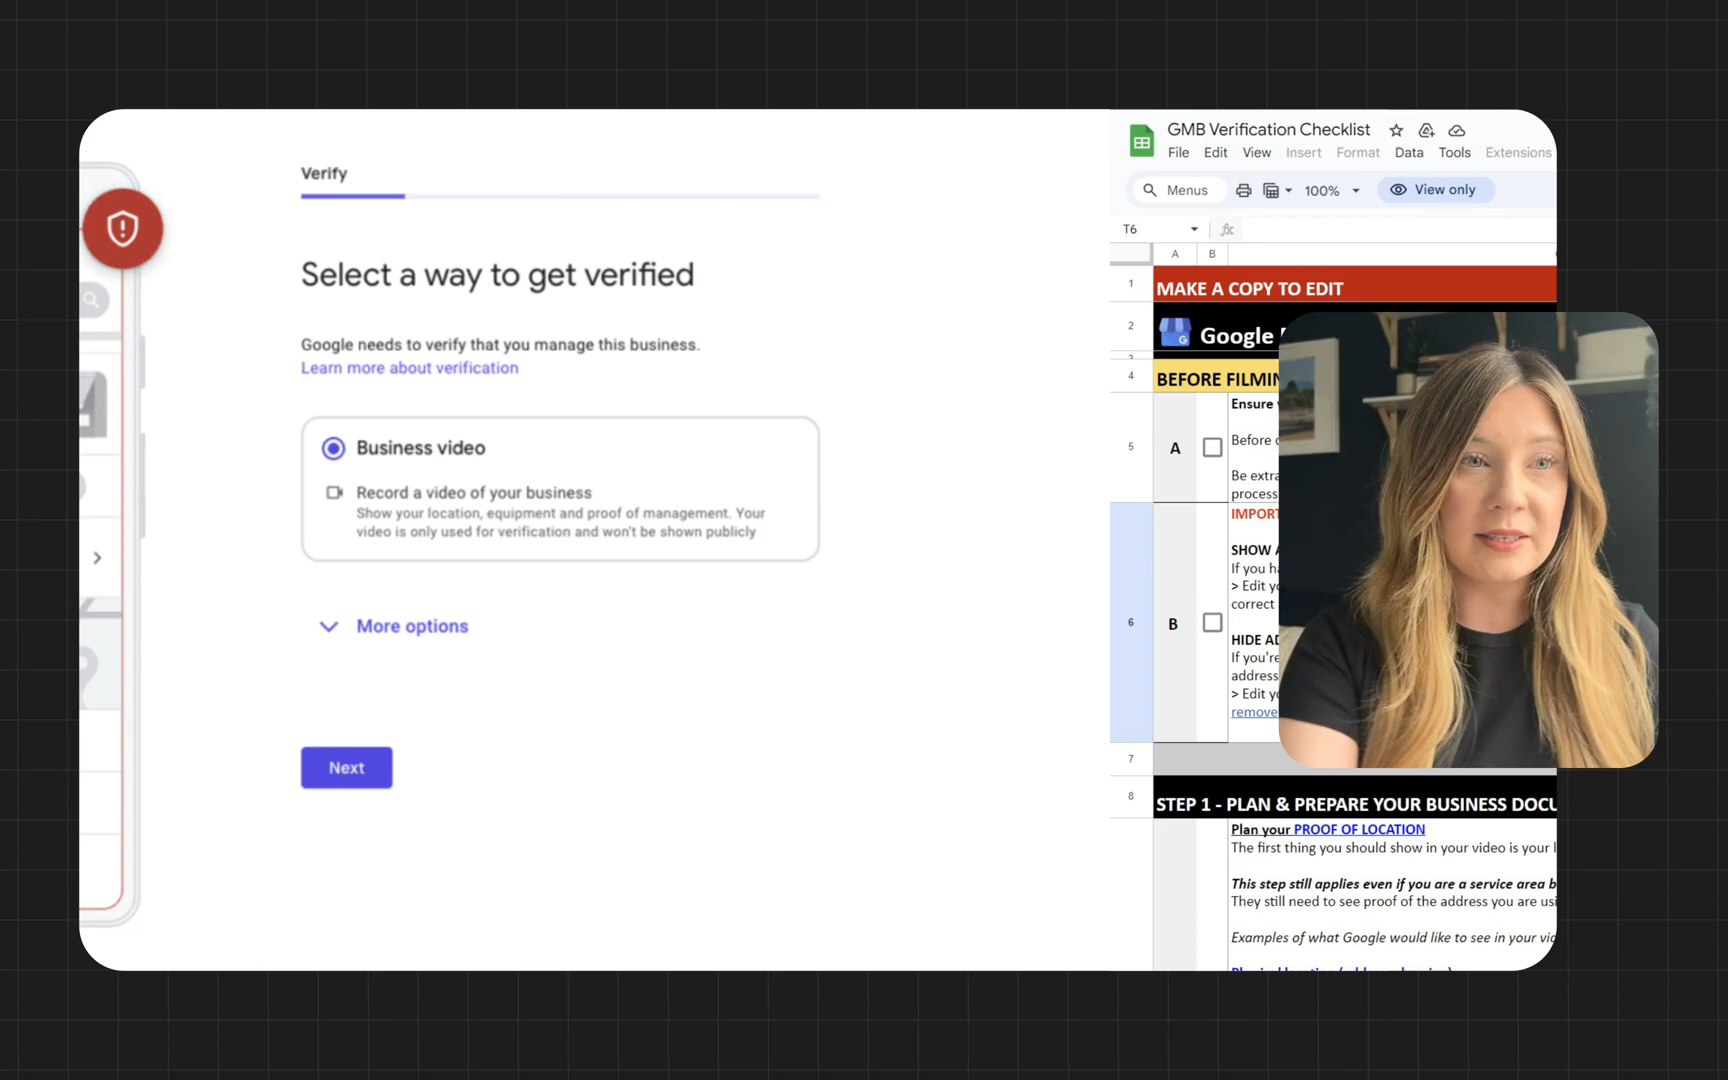 Verify
Select a way to get verified
Google needs to verify that you manage this business.
Learn more about verification
Business video
Record a video of your business
Show your location, equipment and proof of management. Your
video is only used for verification and won't be shown publicly
More options
Next
GMB Verification Checklist
File Edit View Insert Format Data Tools Extensions
Menus 100% View only
T6 fx
A B
1 MAKE A COPY TO EDIT
2 Google
4 BEFORE
Ensure
5 A Before
Be
process
IMPORT
SHOW
If you
> Edit
correct
6 B
HIDE
If you're
address
> Edit
remove
7
8 STEP 1 - PLAN & PREPARE YOUR BUSINESS
Plan your PROOF OF LOCATION
The first thing you should show in your video is your
This step still applies even if you are a service area
They still need to see proof of the address you are
Examples of what Google would like to see in your